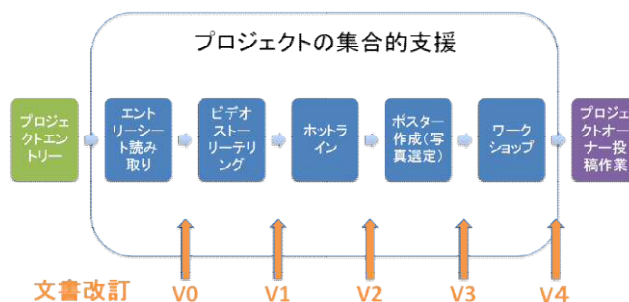 プロジェクトの集合的支援
プロジェ
クトエン
トリー
エント
リーシー
ト読み
取り
ビデオ
ストー
リーテリ
ング
ホットラ
イン
ポスター
作成(写
真選定)
ワーク
ショップ
プロジェ
クトオー
ナー投
稿作業
文書改訂 V0 V1 V2 V3 V4